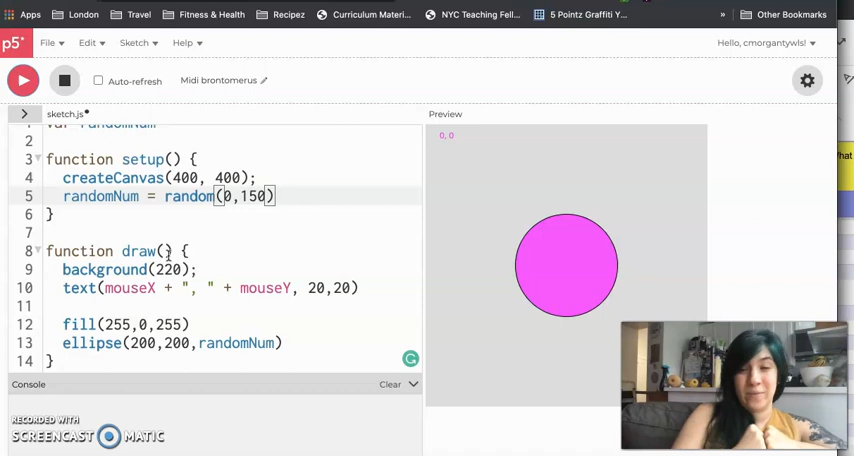 Apps London Travel Fitness & Health Recipez Curriculum Materi... NYC Teaching Fell... 5 Pointz Graffiti Y... » Other Bookmarks
p5* File Edit Sketch Help Hello, cmorgantywls!
Auto-refresh Midi brontomerus
sketch.js Preview
1 var randomNum
2
3 function setup() {
4 createCanvas(400, 400);
5 randomNum = random(0,150)
6 }
7
8 function draw() {
9 background(220);
10 text(mouseX + ", " + mouseY, 20,20)
11
12 fill(255,0,255)
13 ellipse(200,200,randomNum)
14 }
0, 0
Console Clear
RECORDED WITH
SCREENCAST MATIC
What